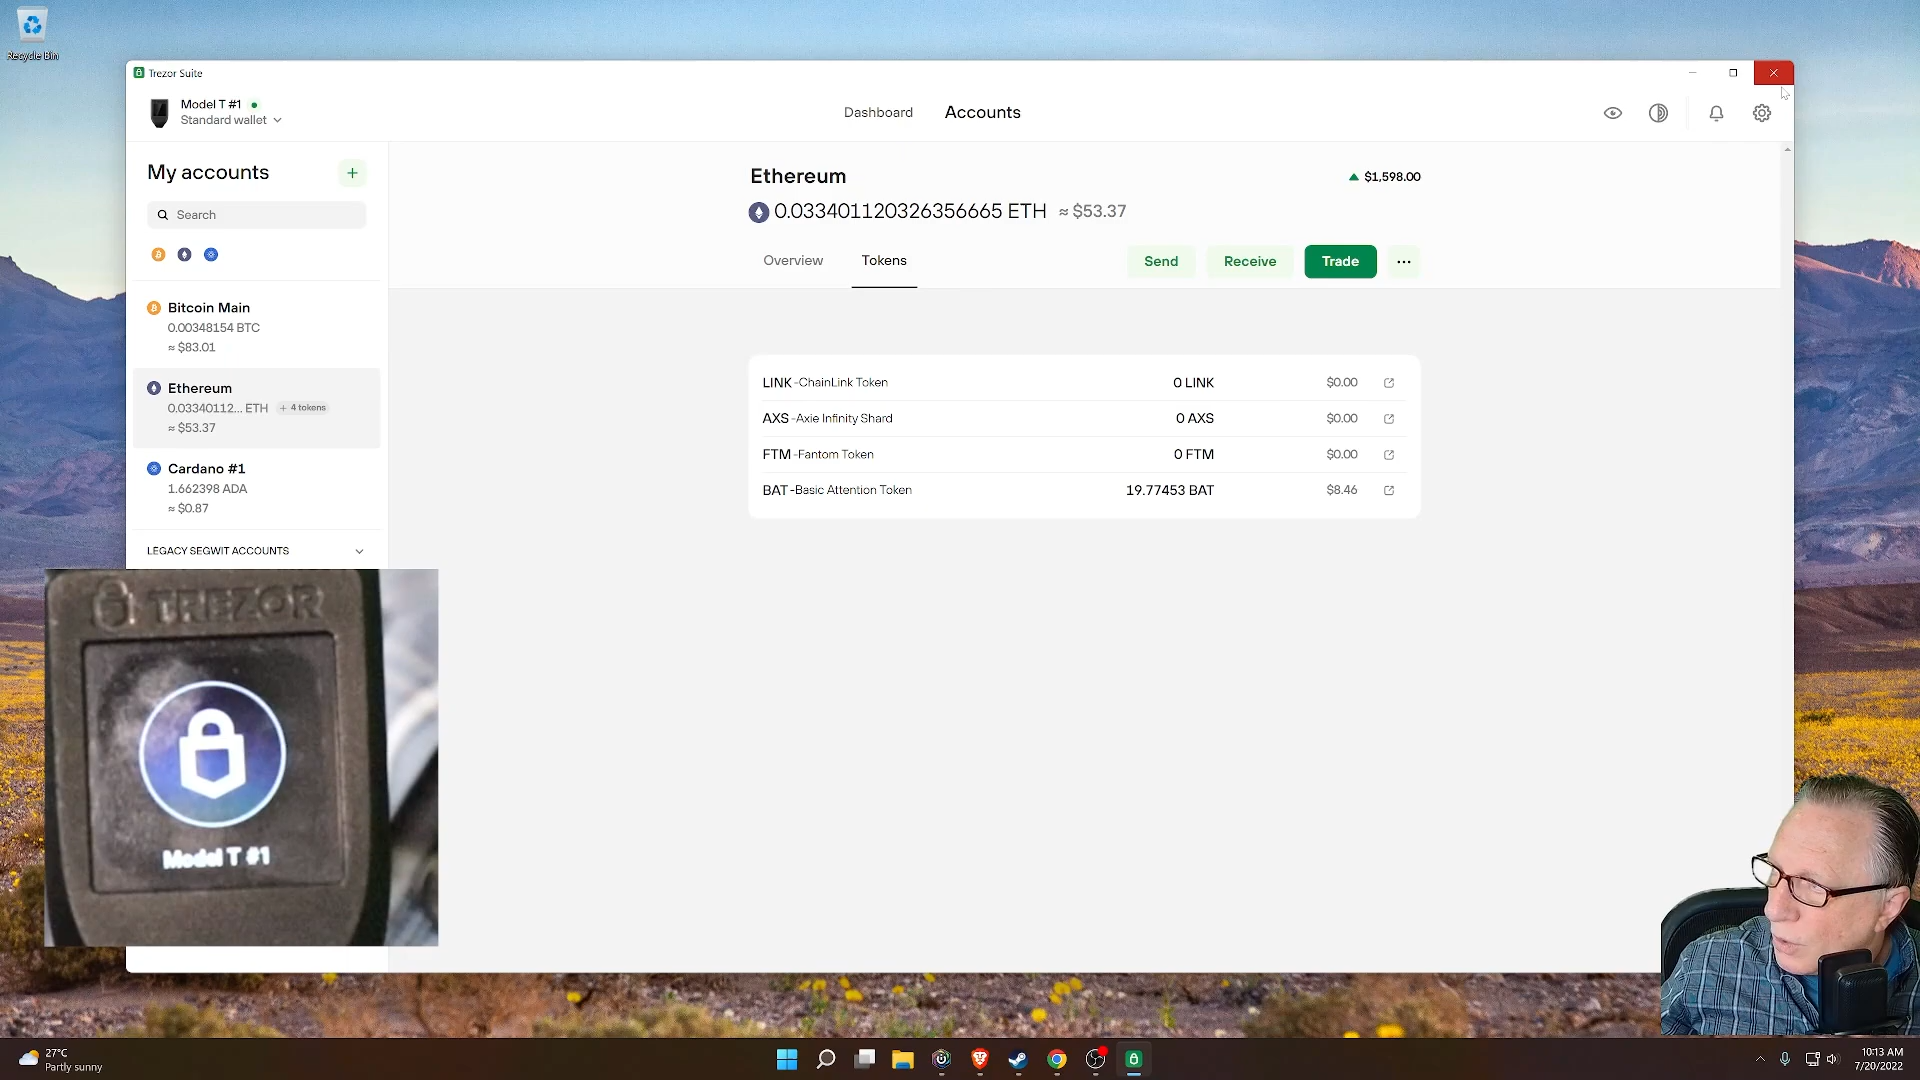 Recycle Bin
Trezor Suite
Model T #1
Standard wallet
Dashboard
Accounts
My accounts
+
Search
Bitcoin Main
0.00348154 BTC
≈ $83.01
Ethereum
0.03340112... ETH
+ 4 tokens
≈ $53.37
Cardano #1
1.662398 ADA
≈ $0.87
LEGACY SEGWIT ACCOUNTS
Ethereum
$1,598.00
0.033401120326356665 ETH ≈ $53.37
Overview
Tokens
Send
Receive
Trade
...
LINK -ChainLink Token 0 LINK $0.00
AXS -Axie Infinity Shard 0 AXS $0.00
FTM -Fantom Token 0 FTM $0.00
BAT -Basic Attention Token 19.77453 BAT $8.46
TREZOR
Model T #1
27°C
Partly sunny
10:13 AM
7/20/2022